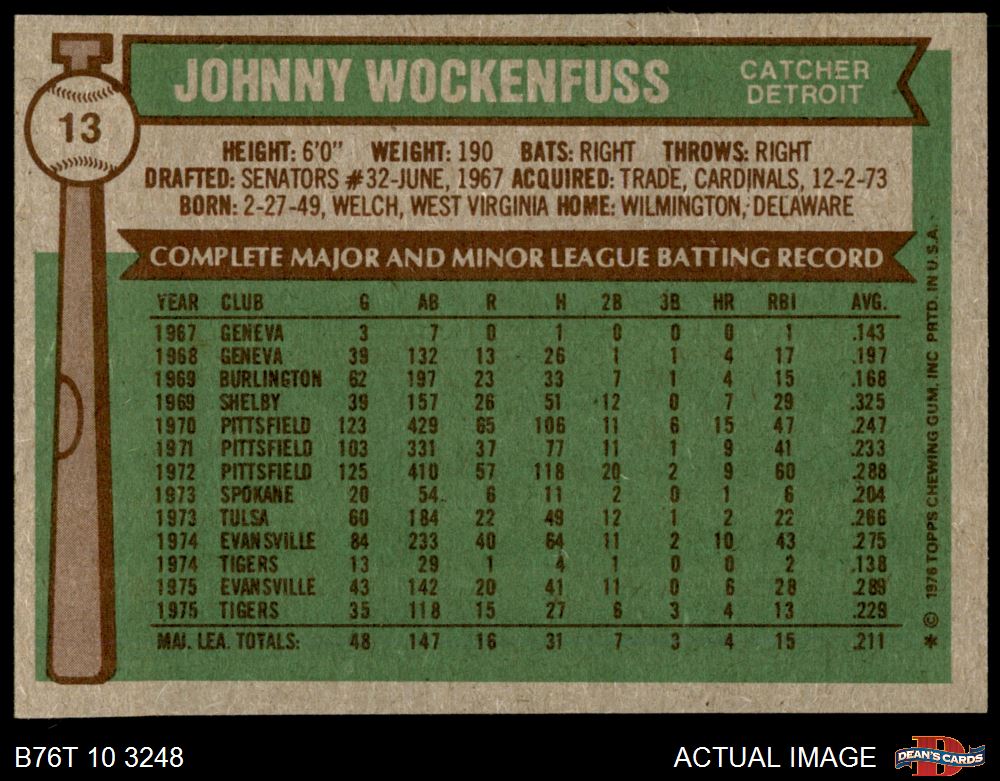 13
JOHNNY WOCKENFUSS
CATCHER
DETROIT
HEIGHT: 6'0" WEIGHT: 190 BATS: RIGHT THROWS: RIGHT
DRAFTED: SENATORS #32-JUNE, 1967 ACQUIRED: TRADE, CARDINALS, 12-2-73
BORN: 2-27-49, WELCH, WEST VIRGINIA HOME: WILMINGTON, DELAWARE
COMPLETE MAJOR AND MINOR LEAGUE BATTING RECORD
YEAR CLUB G AB R H 2B 3B HR RBI AVG.
1967 GENEVA 3 7 0 1 0 0 0 1 .143
1968 GENEVA 39 132 13 26 1 1 4 17 .197
1969 BURLINGTON 62 197 23 33 7 1 4 15 .168
1969 SHELBY 39 157 26 51 12 0 7 29 .325
1970 PITTSFIELD 123 429 65 106 11 6 15 47 .247
1971 PITTSFIELD 103 331 37 77 11 1 9 41 .233
1972 PITTSFIELD 125 410 57 118 20 2 9 60 .288
1973 SPOKANE 20 54 6 11 2 0 1 6 .204
1973 TULSA 60 184 22 49 12 1 2 22 .266
1974 EVANSVILLE 84 233 40 64 11 2 10 43 .275
1974 TIGERS 13 29 1 4 1 0 0 2 .138
1975 EVANSVILLE 43 142 20 41 11 0 6 28 .289
1975 TIGERS 35 118 15 27 6 3 4 13 .229
MAJ. LEA. TOTALS: 48 147 16 31 7 3 4 15 .211
* © 1976 TOPPS CHEWING GUM, INC. PRTD. IN U.S.A.
B76T 10 3248
ACTUAL IMAGE
D
DEAN'S CARDS